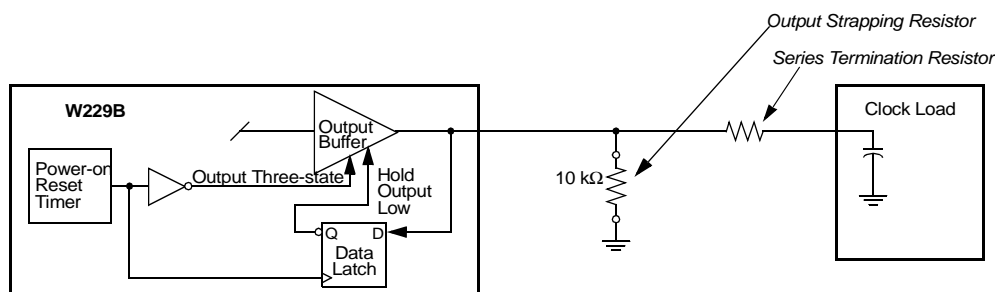 Output Strapping Resistor
Series Termination Resistor
W229B
Clock Load
Output
Buffer
Power-on
Reset
Timer
Output Three-state
Hold
Output
Low
10 kΩ
Q
D
Data
Latch